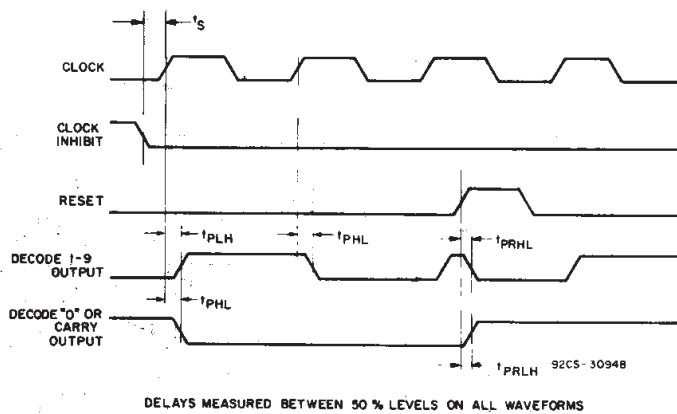 tS
CLOCK
CLOCK
INHIBIT
RESET
tPLH
tPHL
tPRHL
DECODE 1-9
OUTPUT
tPHL
DECODE "O" OR
CARRY
OUTPUT
tPRLH
92CS-30948
DELAYS MEASURED BETWEEN 50 % LEVELS ON ALL WAVEFORMS